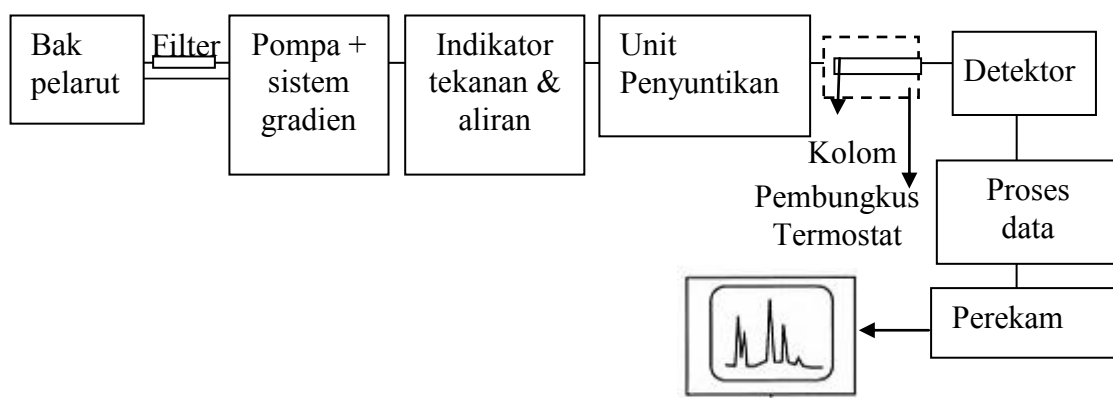 Bak
pelarut
Filter
Pompa +
sistem
gradien
Indikator
tekanan &
aliran
Unit
Penyuntikan
Detektor
Kolom
Pembungkus
Termostat
Proses
data
Perekam